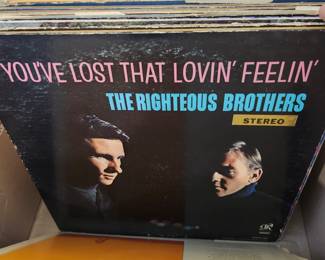 YOU'VE LOST THAT LOVIN' FEELIN'
THE RIGHTEOUS BROTHERS
STEREO